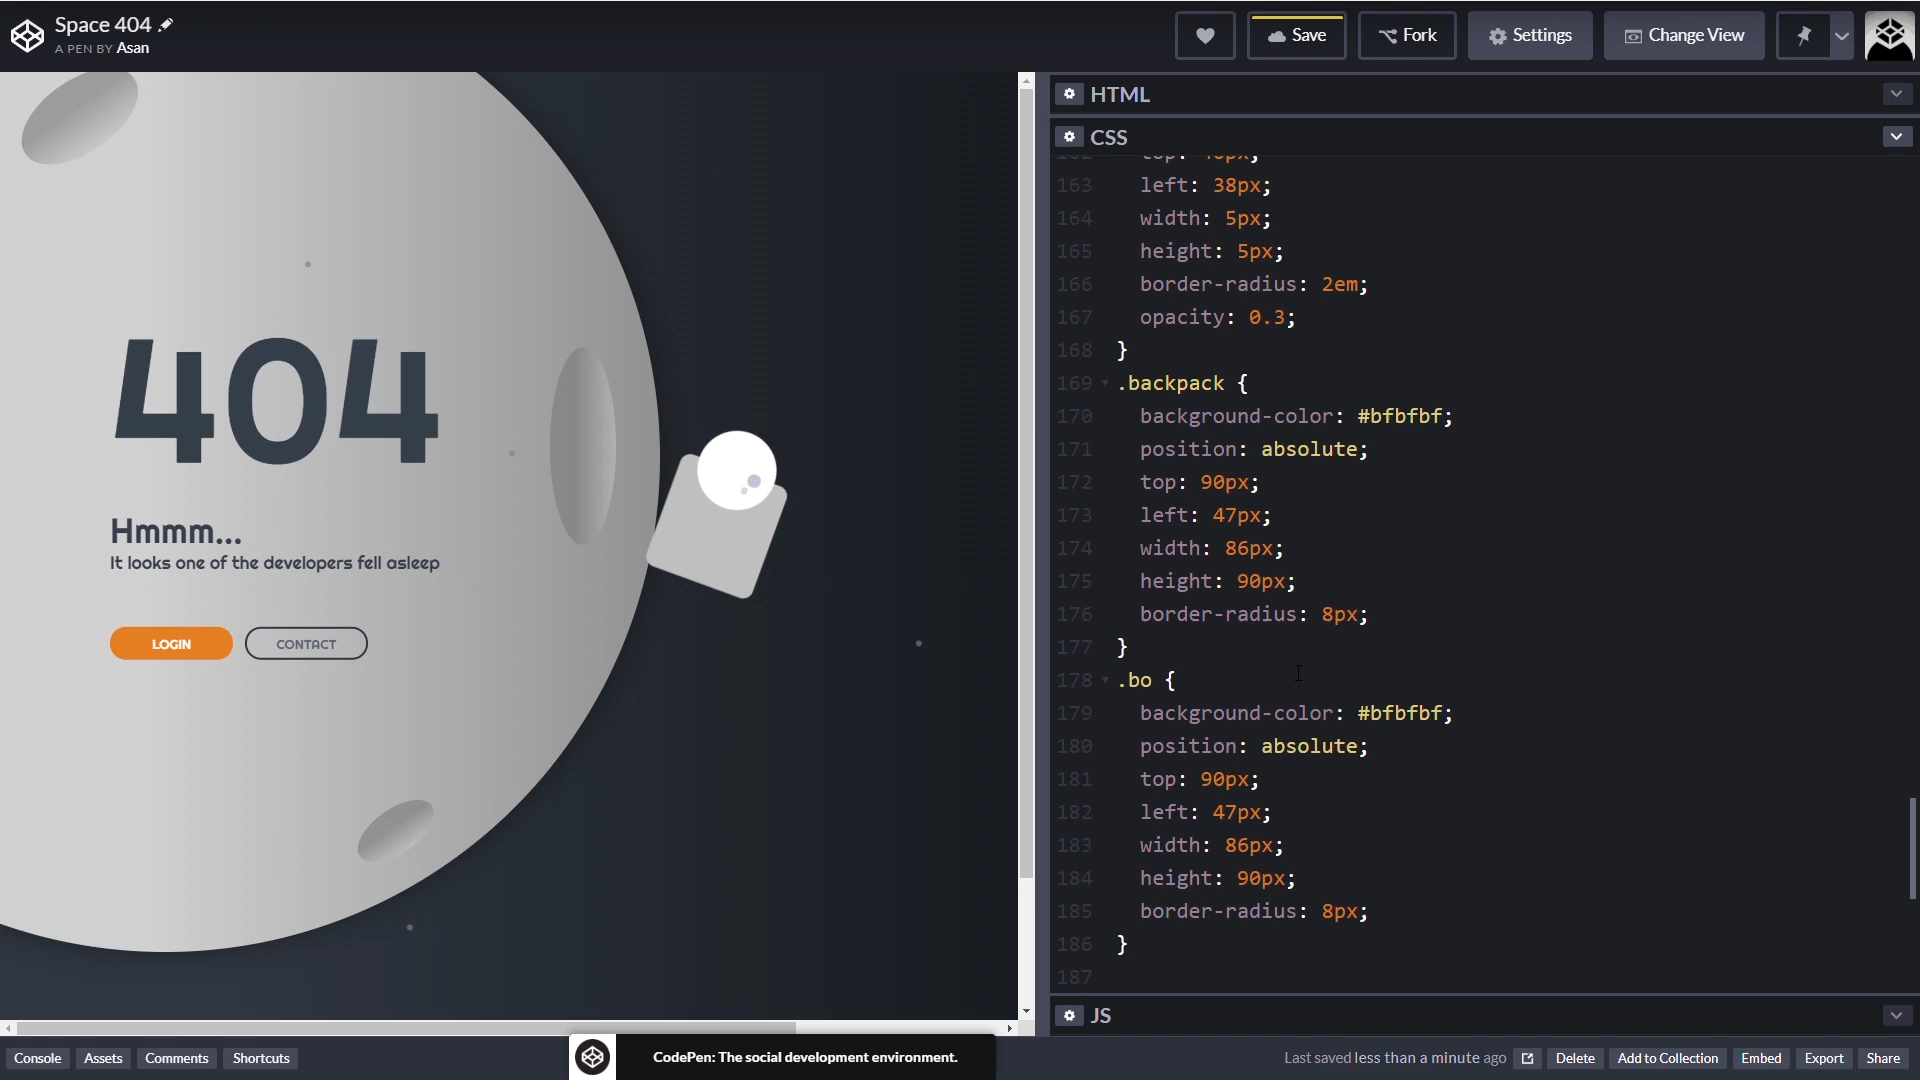 Space 404
A PEN BY Asan
Save
Fork
Settings
Change View
404
Hmmm...
It looks one of the developers fell asleep
LOGIN
CONTACT
HTML
CSS
163 left: 38px;
164 width: 5px;
165 height: 5px;
166 border-radius: 2em;
167 opacity: 0.3;
168 }
169 .backpack {
170 background-color: #bfbfbf;
171 position: absolute;
172 top: 90px;
173 left: 47px;
174 width: 86px;
175 height: 90px;
176 border-radius: 8px;
177 }
178 .bo {
179 background-color: #bfbfbf;
180 position: absolute;
181 top: 90px;
182 left: 47px;
183 width: 86px;
184 height: 90px;
185 border-radius: 8px;
186 }
187
JS
Console Assets Comments Shortcuts
CodePen: The social development environment.
Last saved less than a minute ago
Delete Add to Collection Embed Export Share